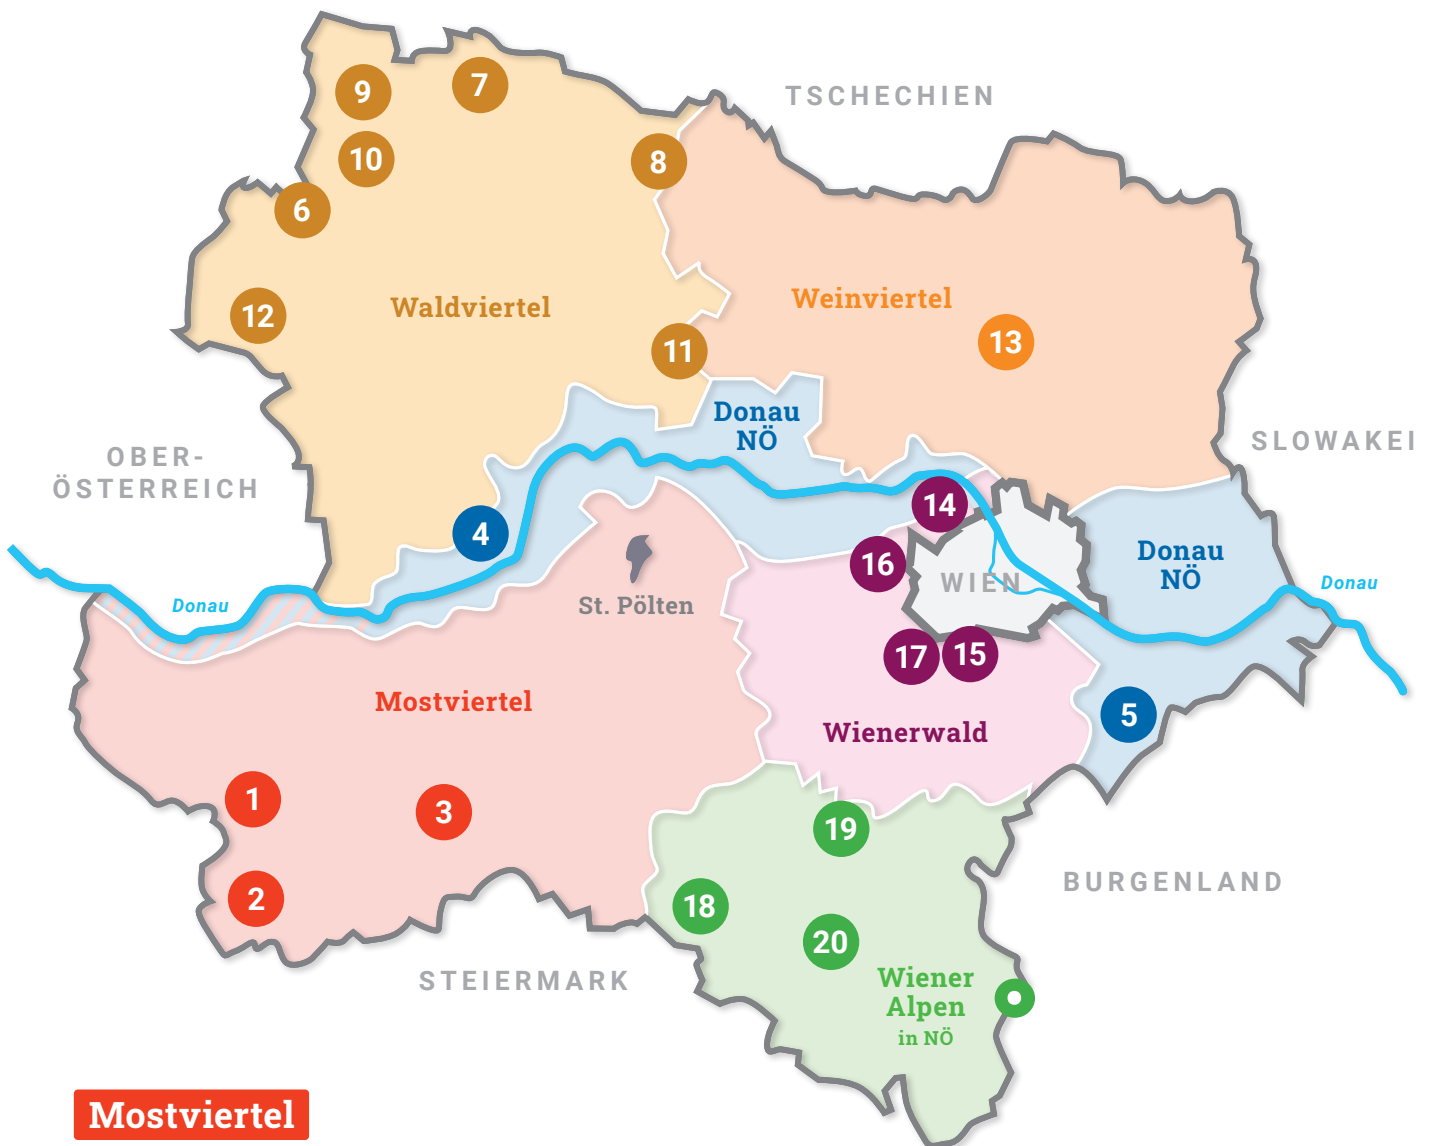 TSCHECHIEN
9
7
10
8
6
12
Waldviertel
Weinviertel
11
13
Donau
NÖ
OBER-
ÖSTERREICH
SLOWAKEI
4
14
16
WIEN
Donau
NÖ
Donau
Donau
St. Pölten
17
15
Mostviertel
Wienerwald
5
1
3
19
2
18
20
BURGENLAND
STEIERMARK
Wiener
Alpen
in NÖ
Mostviertel